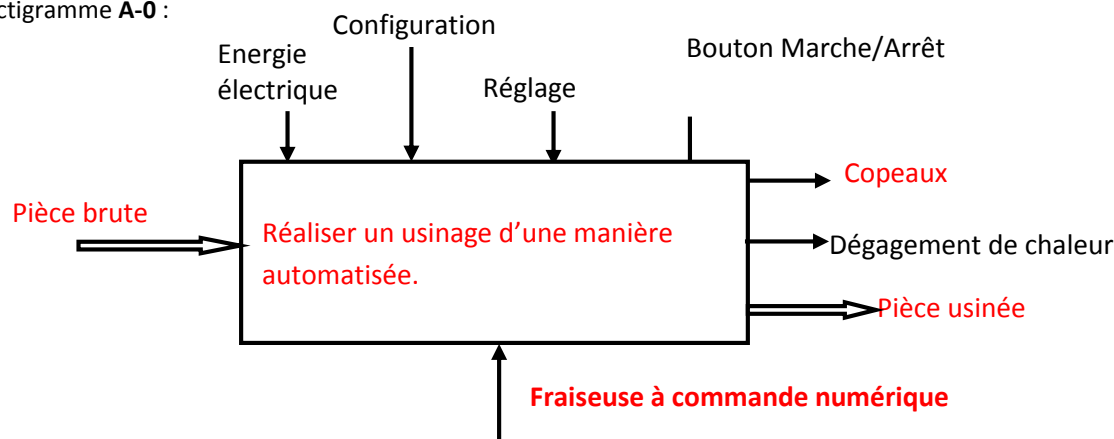 ctigramme A-0 :
Configuration
Energie
électrique
Réglage
Bouton Marche/Arrêt
Copeaux
Pièce brute
Réaliser un usinage d’une manière
automatisée.
Dégagement de chaleur
Pièce usinée
Fraiseuse à commande numérique